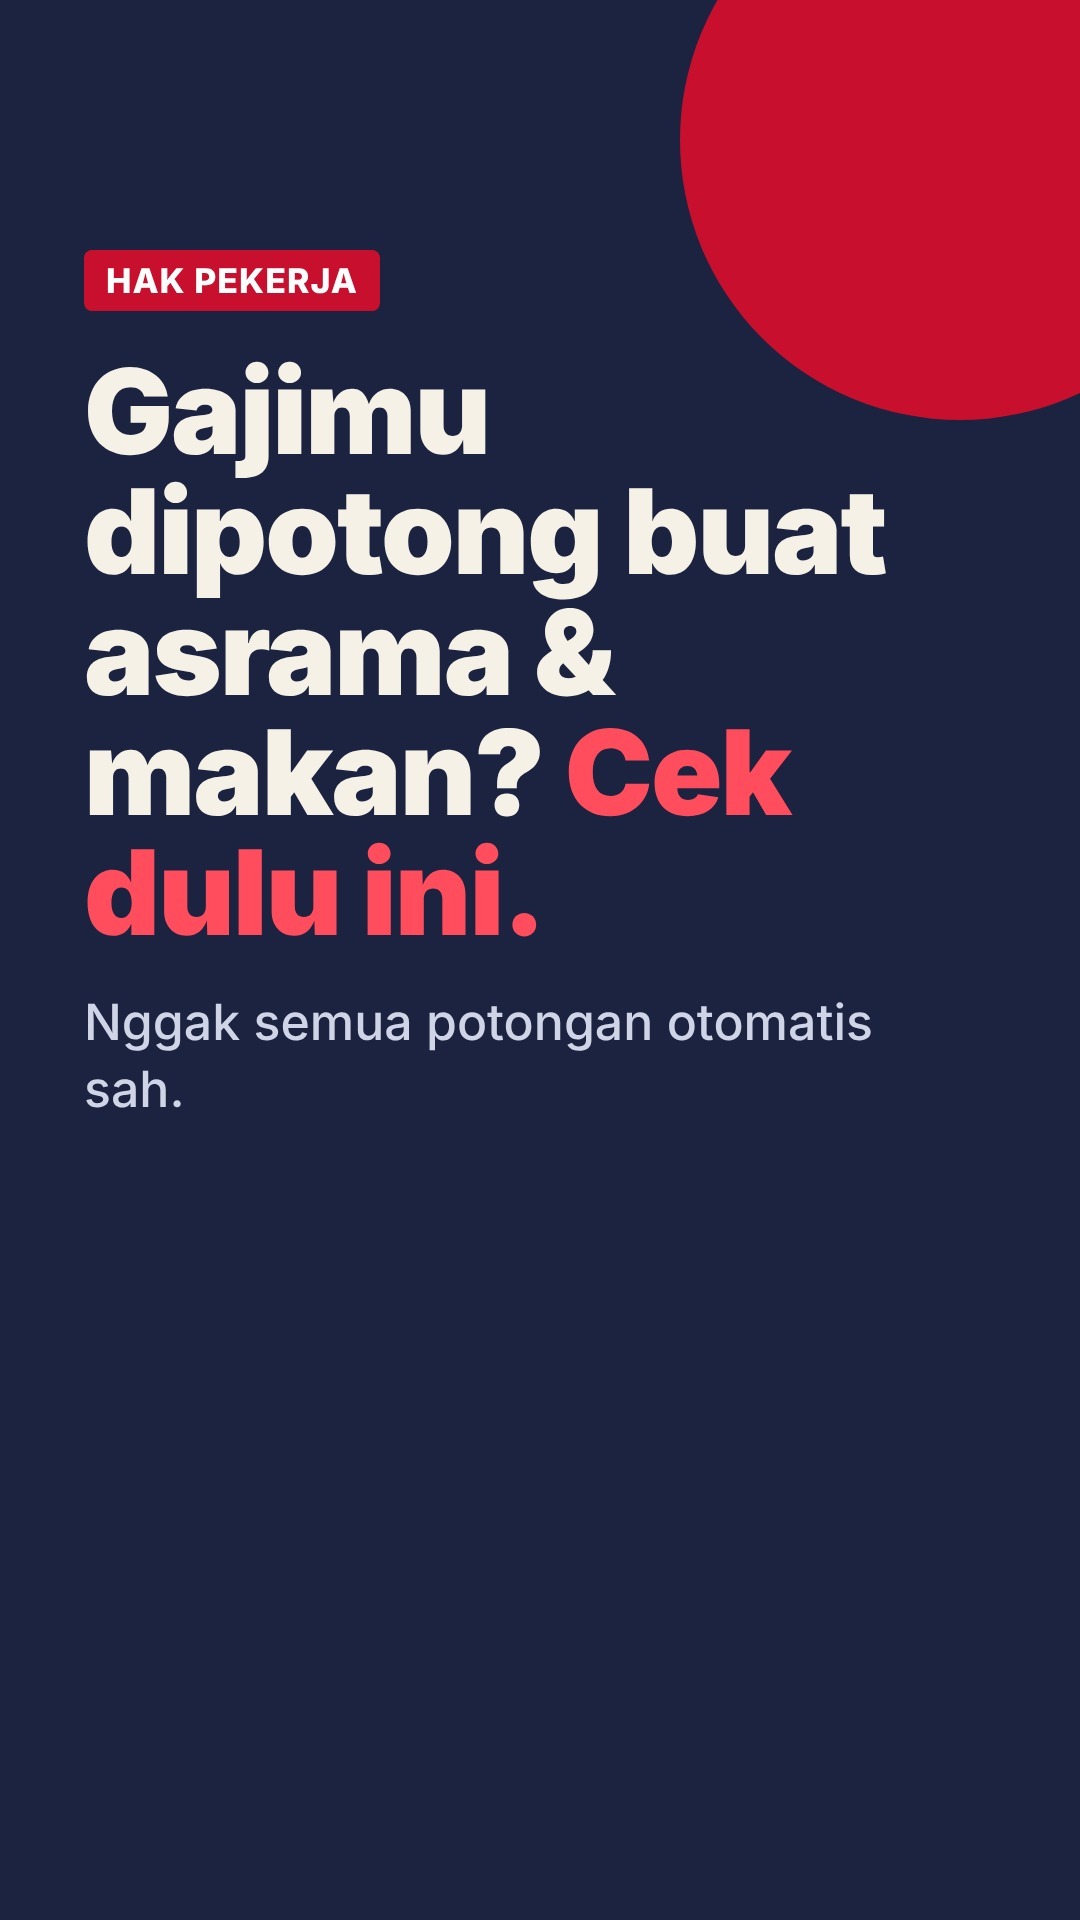 HAK PEKERJA
Gajimu
dipotong buat
asrama &
makan? Cek
dulu ini.
Nggak semua potongan otomatis
sah.